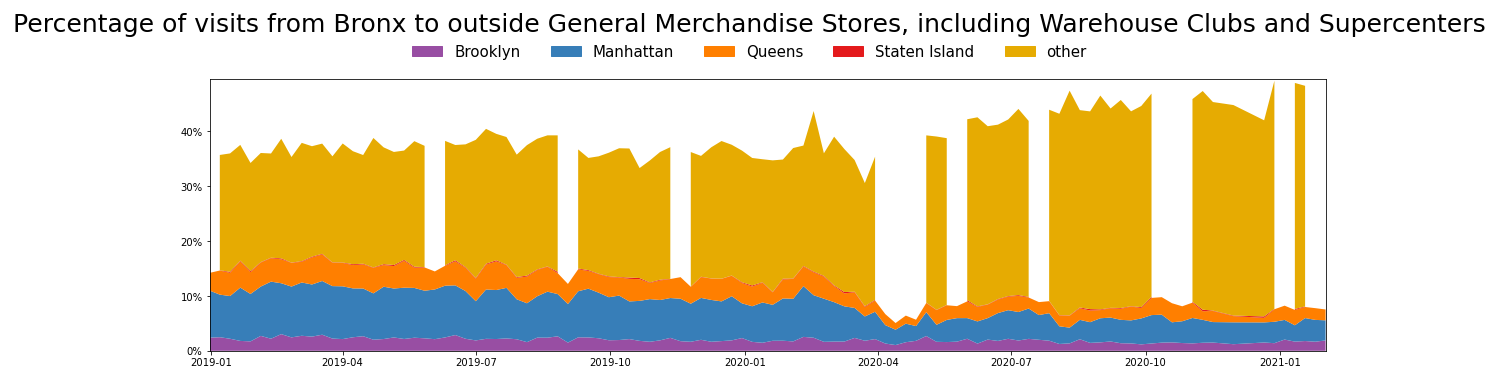 Percentage of visits from Bronx to outside General Merchandise Stores, including Warehouse Clubs and Supercenters
Brooklyn Manhattan Queens Staten Island other
40%
30%
20%
10%
0%
2019-01 2019-04 2019-07 2019-10 2020-01 2020-04 2020-07 2020-10 2021-01